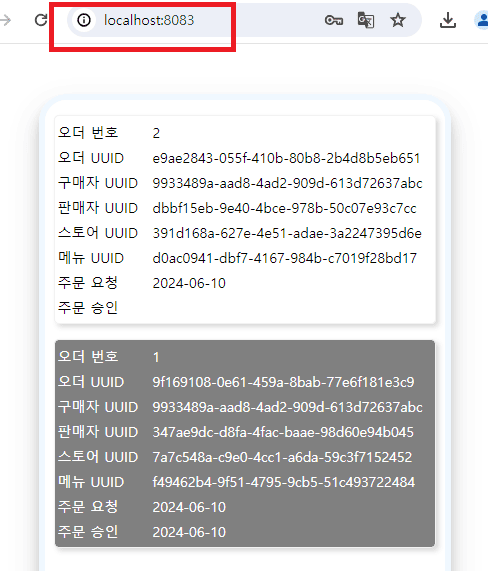 localhost:8083
오더 번호 2
오더 UUID e9ae2843-055f-410b-80b8-2b4d8b5eb651
구매자 UUID 9933489a-aad8-4ad2-909d-613d72637abc
판매자 UUID dbbf15eb-9e40-4bce-978b-50c07e93c7cc
스토어 UUID 391d168a-627e-4e51-adae-3a2247395d6e
메뉴 UUID d0ac0941-dbf7-4167-984b-c7019f28bd17
주문 요청 2024-06-10
주문 승인
오더 번호 1
오더 UUID 9f169108-0e61-459a-8bab-77e6f181e3c9
구매자 UUID 9933489a-aad8-4ad2-909d-613d72637abc
판매자 UUID 347ae9dc-d8fa-4fac-baae-98d60e94b045
스토어 UUID 7a7c548a-c9e0-4cc1-a6da-59c3f7152452
메뉴 UUID f49462b4-9f51-4795-9cb5-51c493722484
주문 요청 2024-06-10
주문 승인 2024-06-10